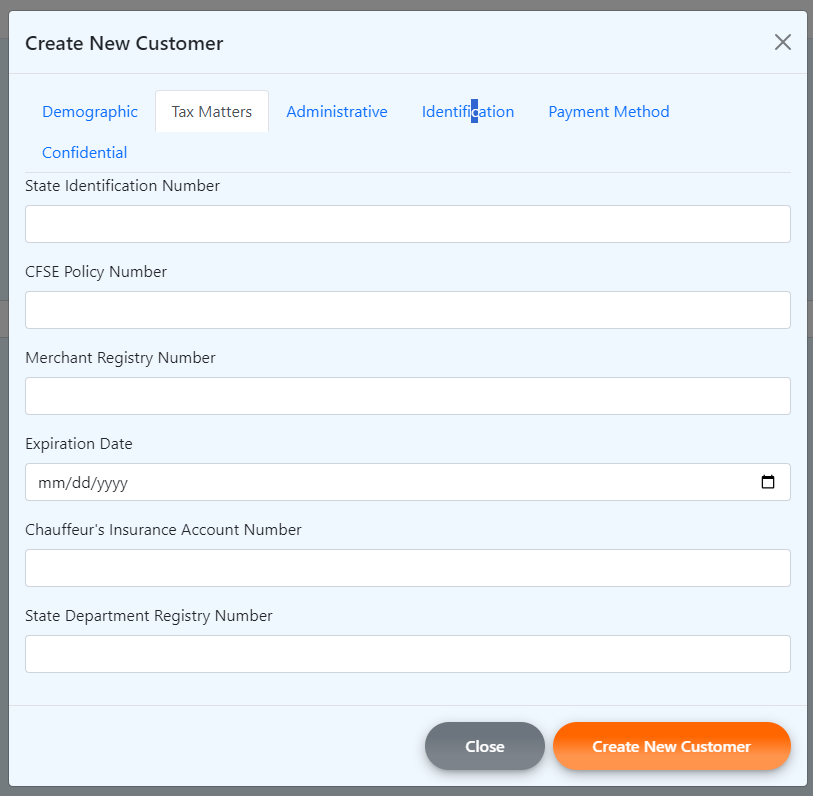 Create New Customer
Demographic Tax Matters Administrative Identification Payment Method
Confidential
State Identification Number
CFSE Policy Number
Merchant Registry Number
Expiration Date
mm/dd/yyyy
Chauffeur's Insurance Account Number
State Department Registry Number
Close Create New Customer